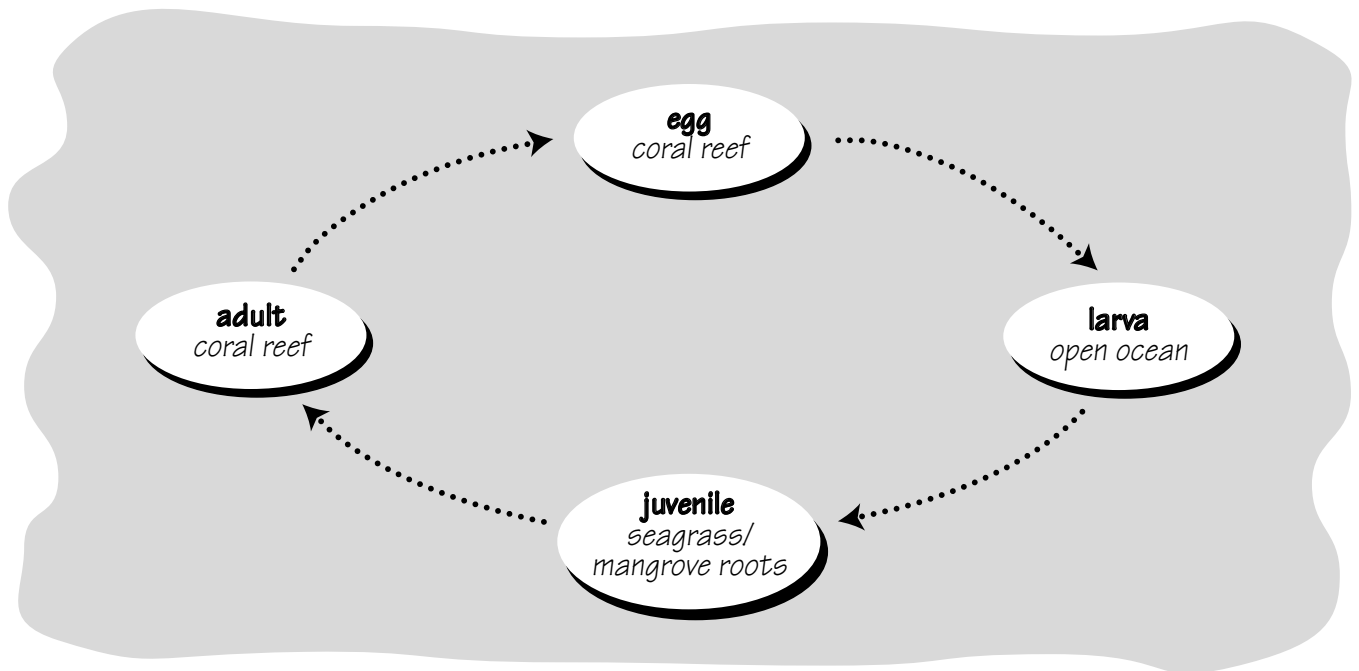 egg
coral reef
larva
open ocean
juvenile
seagrass/
mangrove roots
adult
coral reef